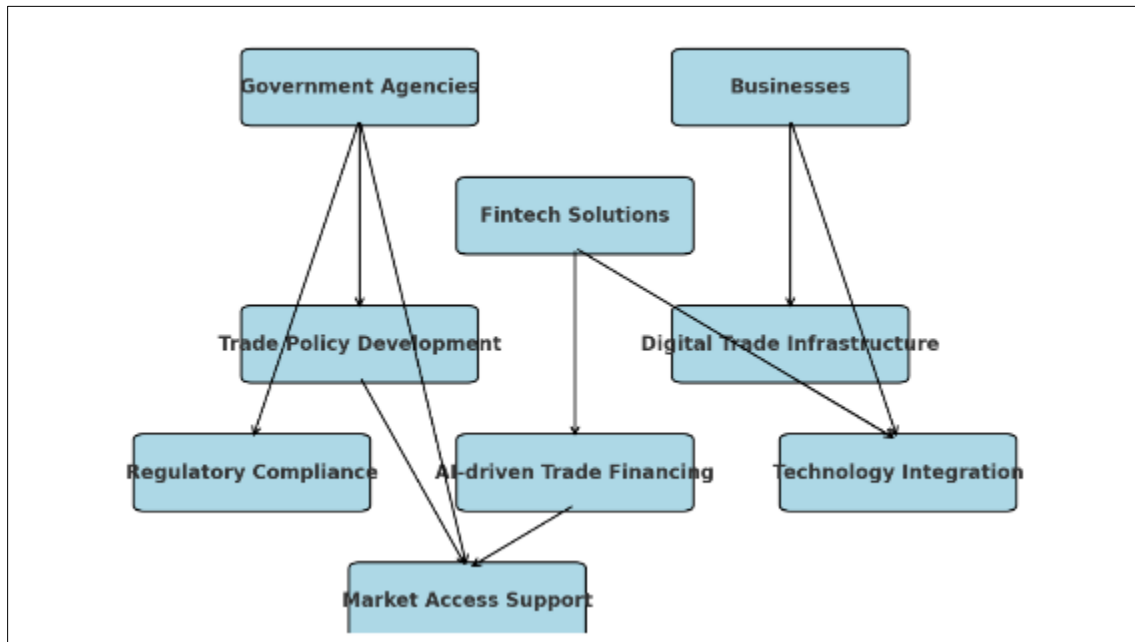 Government Agencies
Businesses
Fintech Solutions
Trade Policy Development
Digital Trade Infrastructure
Regulatory Compliance
AI-driven Trade Financing
Technology Integration
Market Access Support